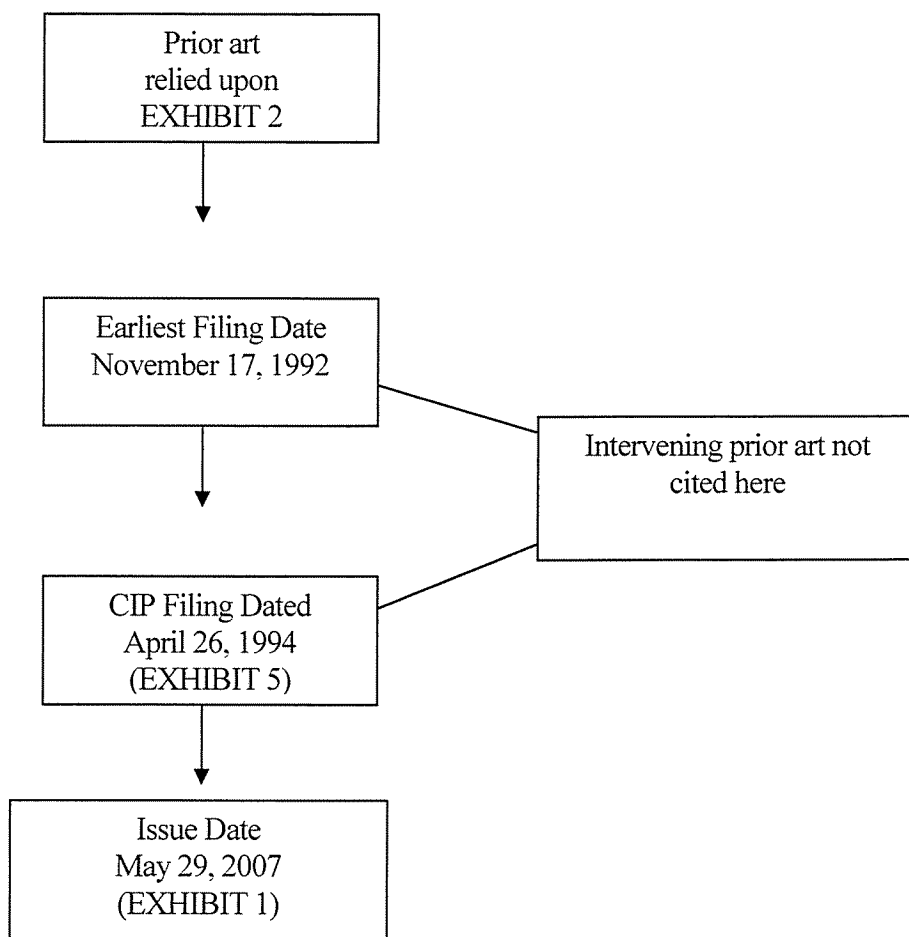 Prior art
relied upon
EXHIBIT 2
Earliest Filing Date
November 17, 1992
Intervening prior art not
cited here
CIP Filing Dated
April 26, 1994
(EXHIBIT 5)
Issue Date
May 29, 2007
(EXHIBIT 1)